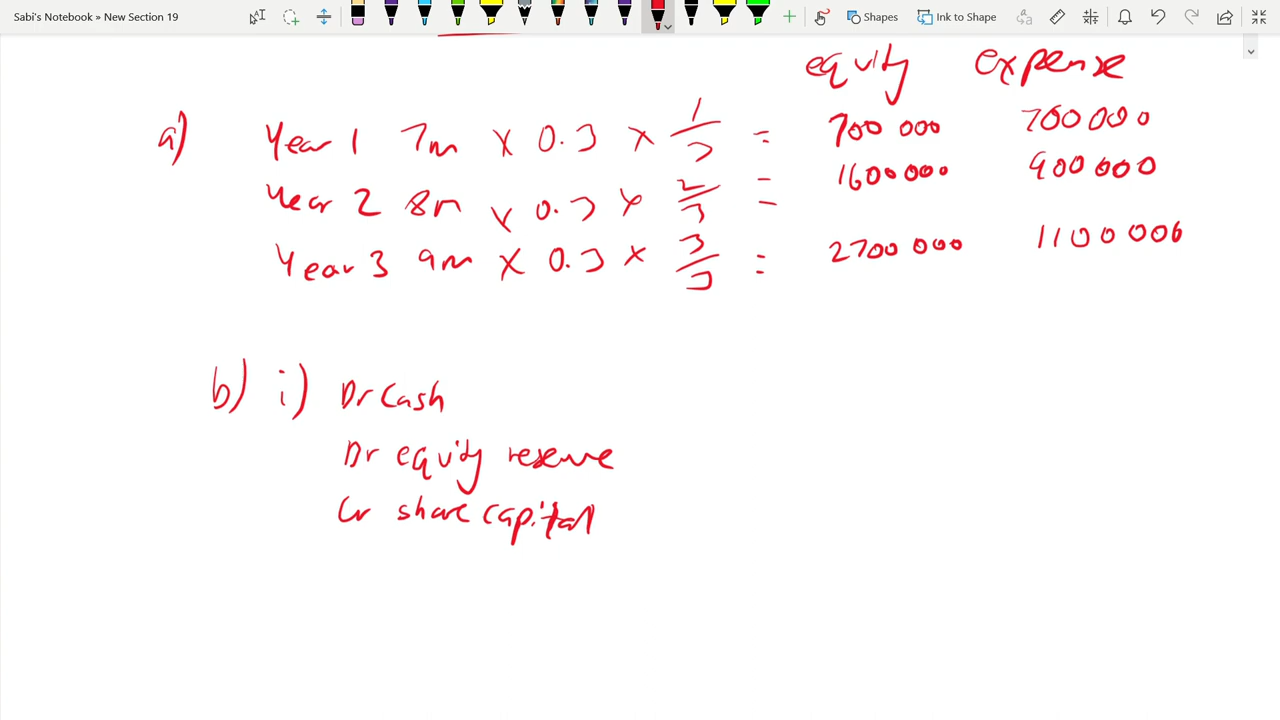 Sabi's Notebook » New Section 19
Shapes
Ink to Shape
equity expense
a) Year 1 7m x 0.3 x 1/3 = 700 000 700 000
Year 2 8m x 0.3 x 2/3 = 1600 000 900 000
Year 3 9m x 0.3 x 3/3 = 2700 000 1100 000
b) i) Dr Cash
Dr equity reserve
Cr share capital